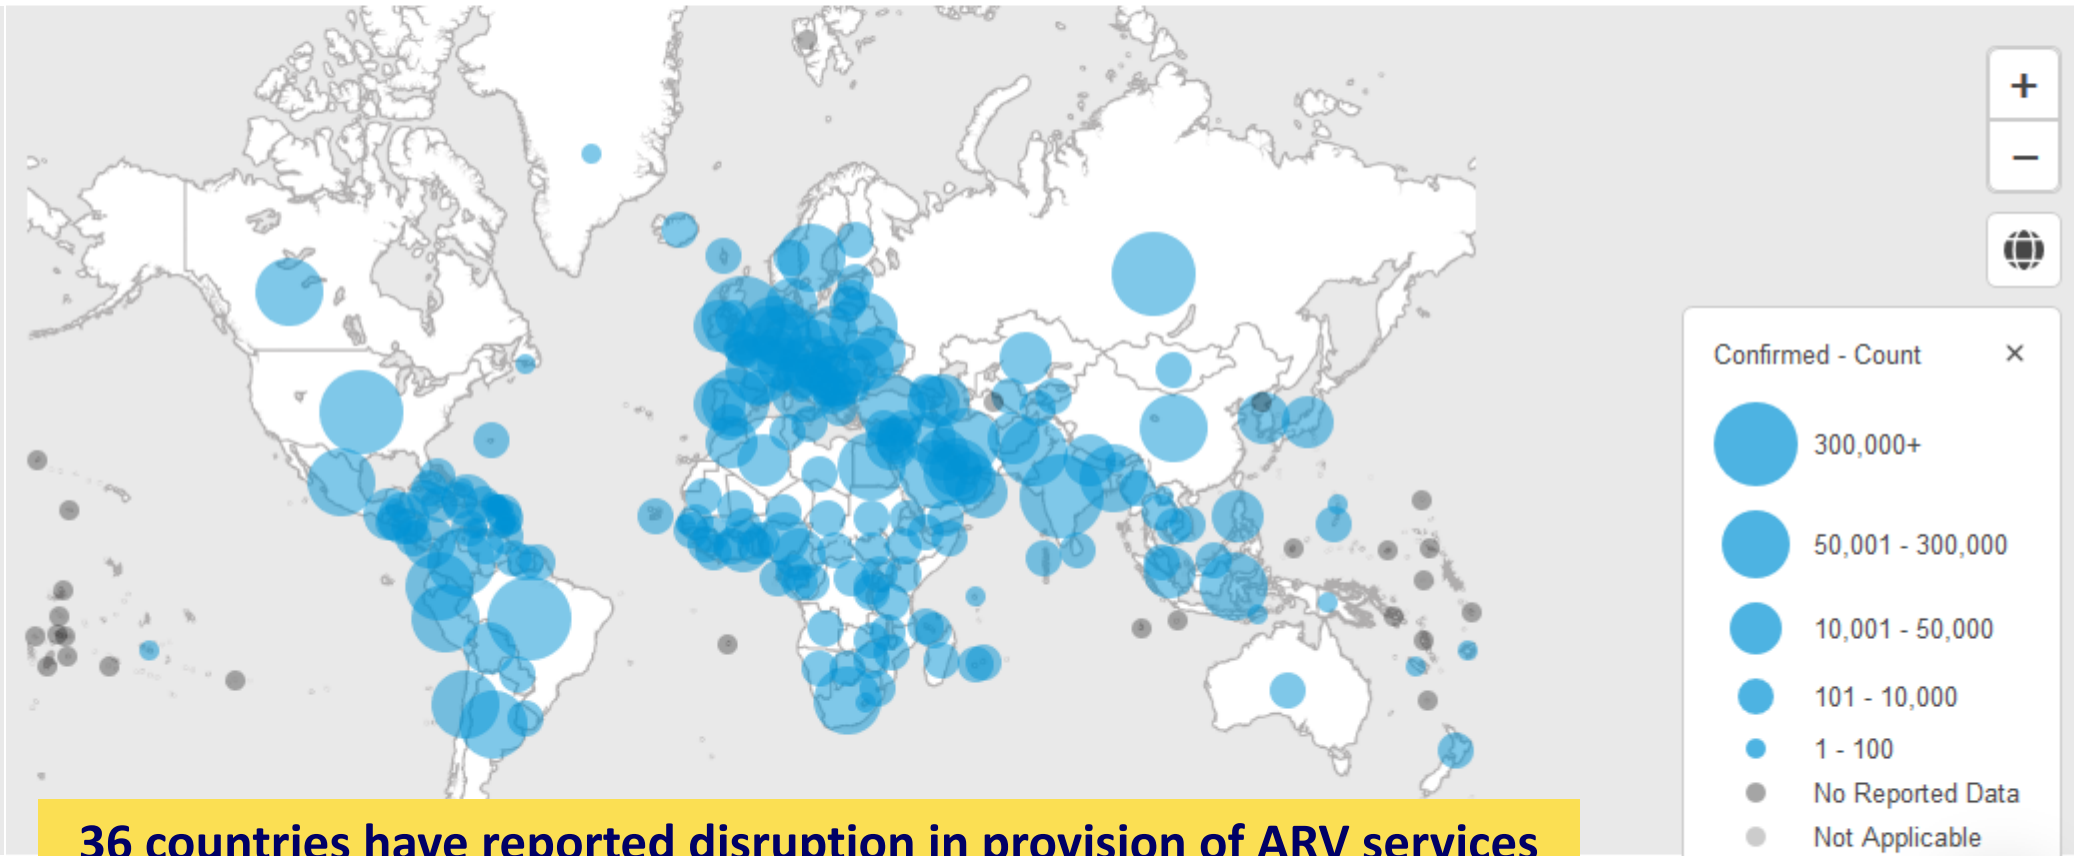 +
−
Confirmed - Count ×
300,000+
50,001 - 300,000
10,001 - 50,000
101 - 10,000
1 - 100
No Reported Data
Not Applicable
36 countries have reported disruption in provision of ARV services